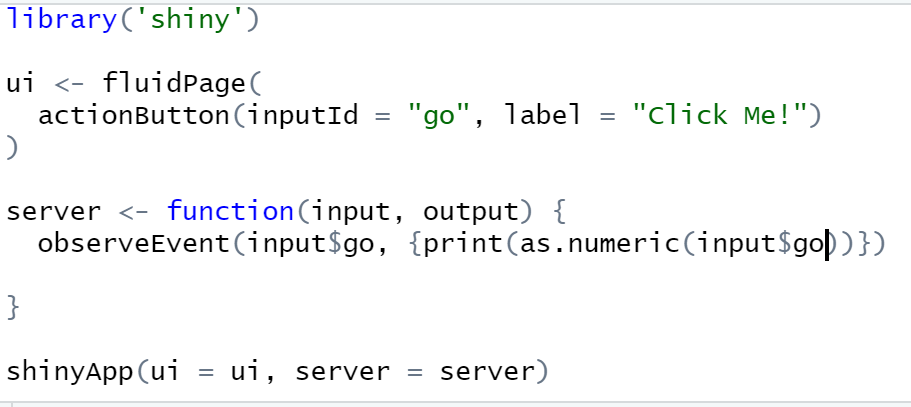 library('shiny')
ui <- fluidPage(
  actionButton(inputId = "go", label = "Click Me!")
)
server <- function(input, output) {
  observeEvent(input$go, {print(as.numeric(input$go))})
}
shinyApp(ui = ui, server = server)